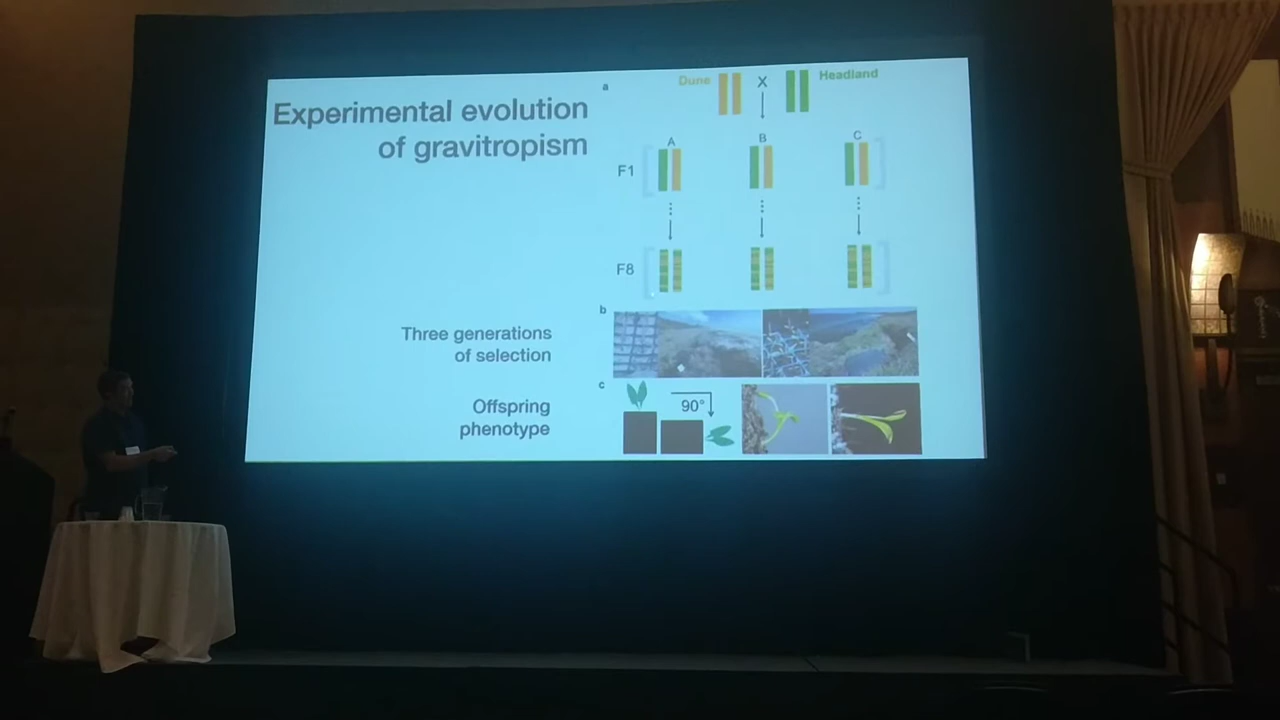 Experimental evolution
of gravitropism
a
Dune
X
Headland
A
B
C
F1
F8
b
Three generations
of selection
c
Offspring
phenotype
90°